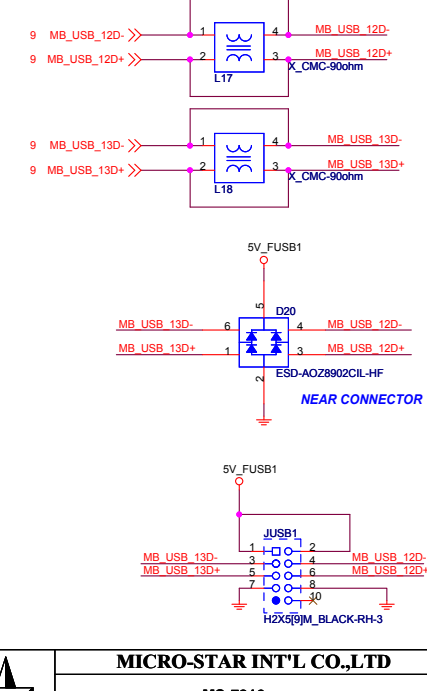 1 4 MB_USB_12D-
9 MB_USB_12D-
9 MB_USB_12D+ 2 3 MB_USB_12D+
L17 X_CMC-90ohm
9 MB_USB_13D- 1 4 MB_USB_13D-
9 MB_USB_13D+ 2 3 MB_USB_13D+
L18 X_CMC-90ohm
5V_FUSB1
5 D20
MB_USB_13D- 6 4 MB_USB_12D-
MB_USB_13D+ 1 3 MB_USB_12D+
2 ESD-AOZ8902CIL-HF
NEAR CONNECTOR
5V_FUSB1
JUSB1
1 2
MB_USB_13D- 3 4 MB_USB_12D-
MB_USB_13D+ 5 6 MB_USB_12D+
7 8
10
H2X5[9]M_BLACK-RH-3
MICRO-STAR INT'L CO.,LTD